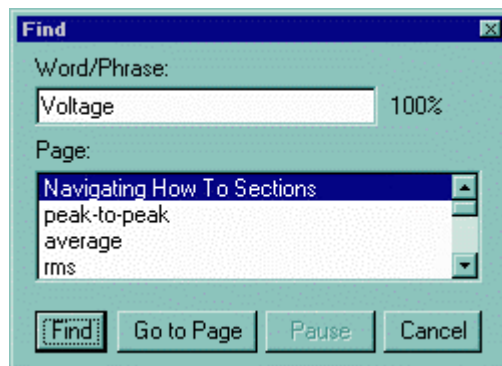 Find
Word/Phrase:
Voltage 100%
Page:
Navigating How To Sections
peak-to-peak
average
rms
Find Go to Page Pause Cancel